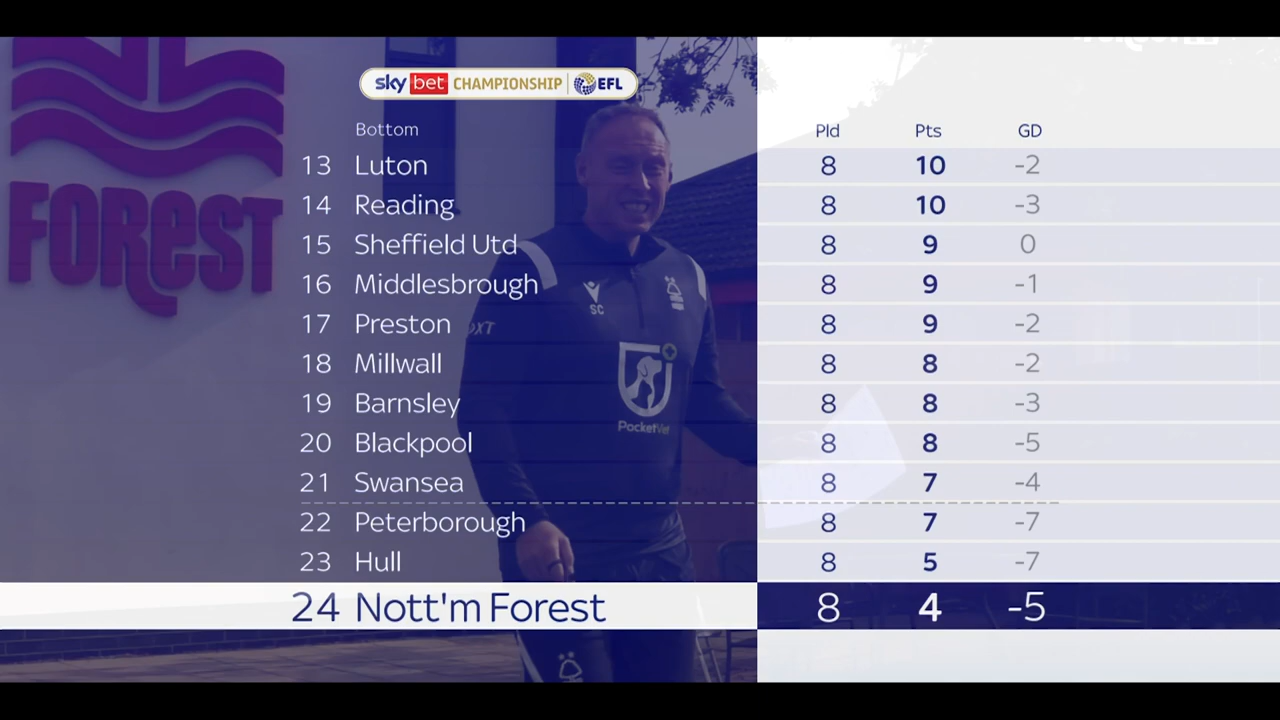 FOREST
sky bet CHAMPIONSHIP EFL
Bottom Pld Pts GD
13 Luton 8 10 -2
14 Reading 8 10 -3
15 Sheffield Utd 8 9 0
16 Middlesbrough 8 9 -1
17 Preston 8 9 -2
18 Millwall 8 8 -2
19 Barnsley 8 8 -3
20 Blackpool 8 8 -5
21 Swansea 8 7 -4
22 Peterborough 8 7 -7
23 Hull 8 5 -7
24 Nott'm Forest 8 4 -5
SC
PocketVet